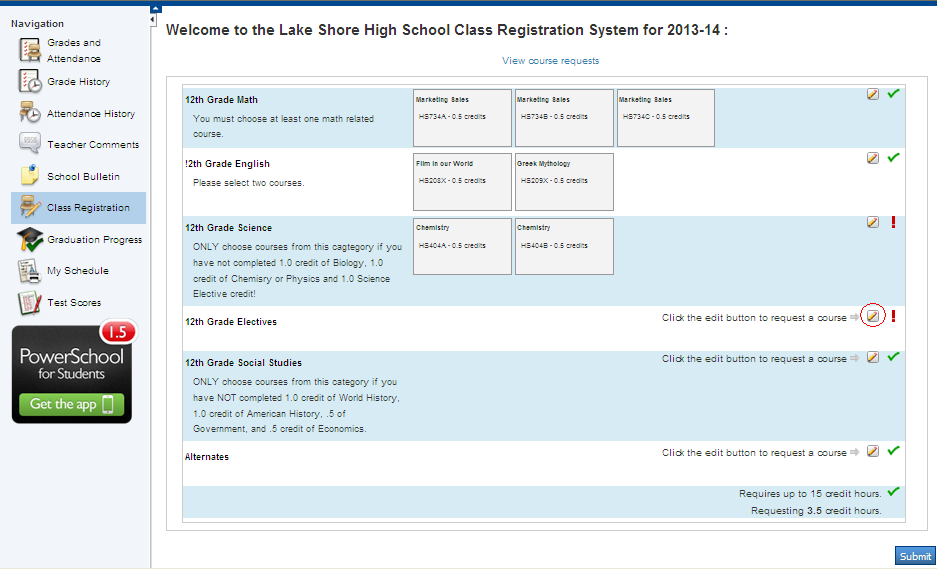 Navigation
Grades and
Attendance
Grade History
Attendance History
Teacher Comments
School Bulletin
Class Registration
Graduation Progress
My Schedule
Test Scores
1.5
PowerSchool
for Students
Get the app
Welcome to the Lake Shore High School Class Registration System for 2013-14 :
View course requests
12th Grade Math
You must choose at least one math related
course.
Marketing Sales
HS734A - 0.5 credits
Marketing Sales
HS734B - 0.5 credits
Marketing Sales
HS734C - 0.5 credits
!2th Grade English
Please select two courses.
Film in our World
HS208X - 0.5 credits
Greek Mythology
HS209X - 0.5 credits
12th Grade Science
ONLY choose courses from this cagtegory if you
have not completed 1.0 credit of Biology, 1.0
credit of Chemisry or Physics and 1.0 Science
Elective credit!
Chemistry
HS404A - 0.5 credits
Chemistry
HS404B - 0.5 credits
!
12th Grade Electives
Click the edit button to request a course
!
12th Grade Social Studies
ONLY choose courses from this category if you
have NOT completed 1.0 credit of World History,
1.0 credit of American History, .5 of
Government, and .5 credit of Economics.
Click the edit button to request a course
Alternates
Click the edit button to request a course
Requires up to 15 credit hours.
Requesting 3.5 credit hours.
Submit